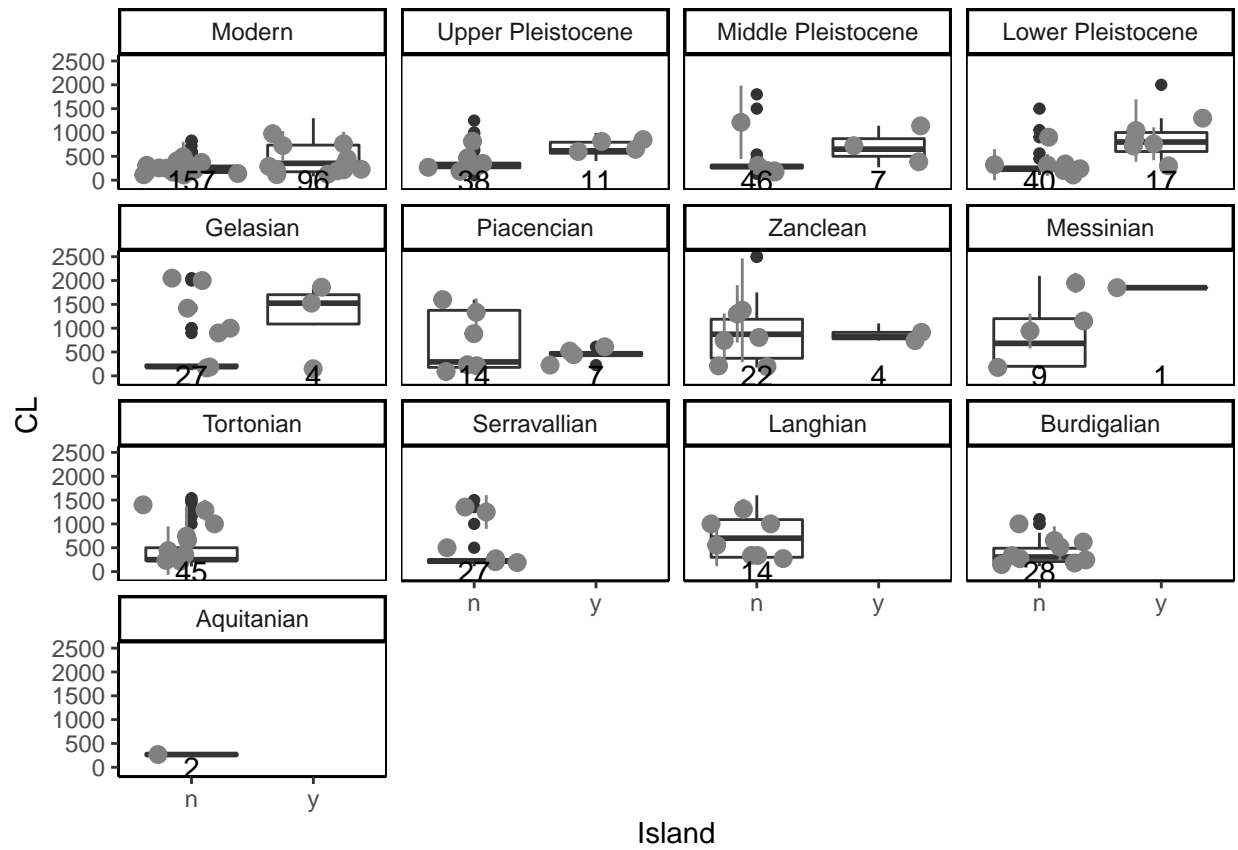 Modern
Upper Pleistocene
Middle Pleistocene
Lower Pleistocene
2500
2000
1500
1000
500
0
157
96
38
11
46
7
40
17
Gelasian
Piacencian
Zanclean
Messinian
2500
2000
1500
1000
500
0
27
4
14
7
22
4
9
1
CL
Tortonian
Serravallian
Langhian
Burdigalian
2500
2000
1500
1000
500
0
45
27
14
28
n
y
n
y
n
y
Aquitanian
2500
2000
1500
1000
500
0
2
n
y
Island